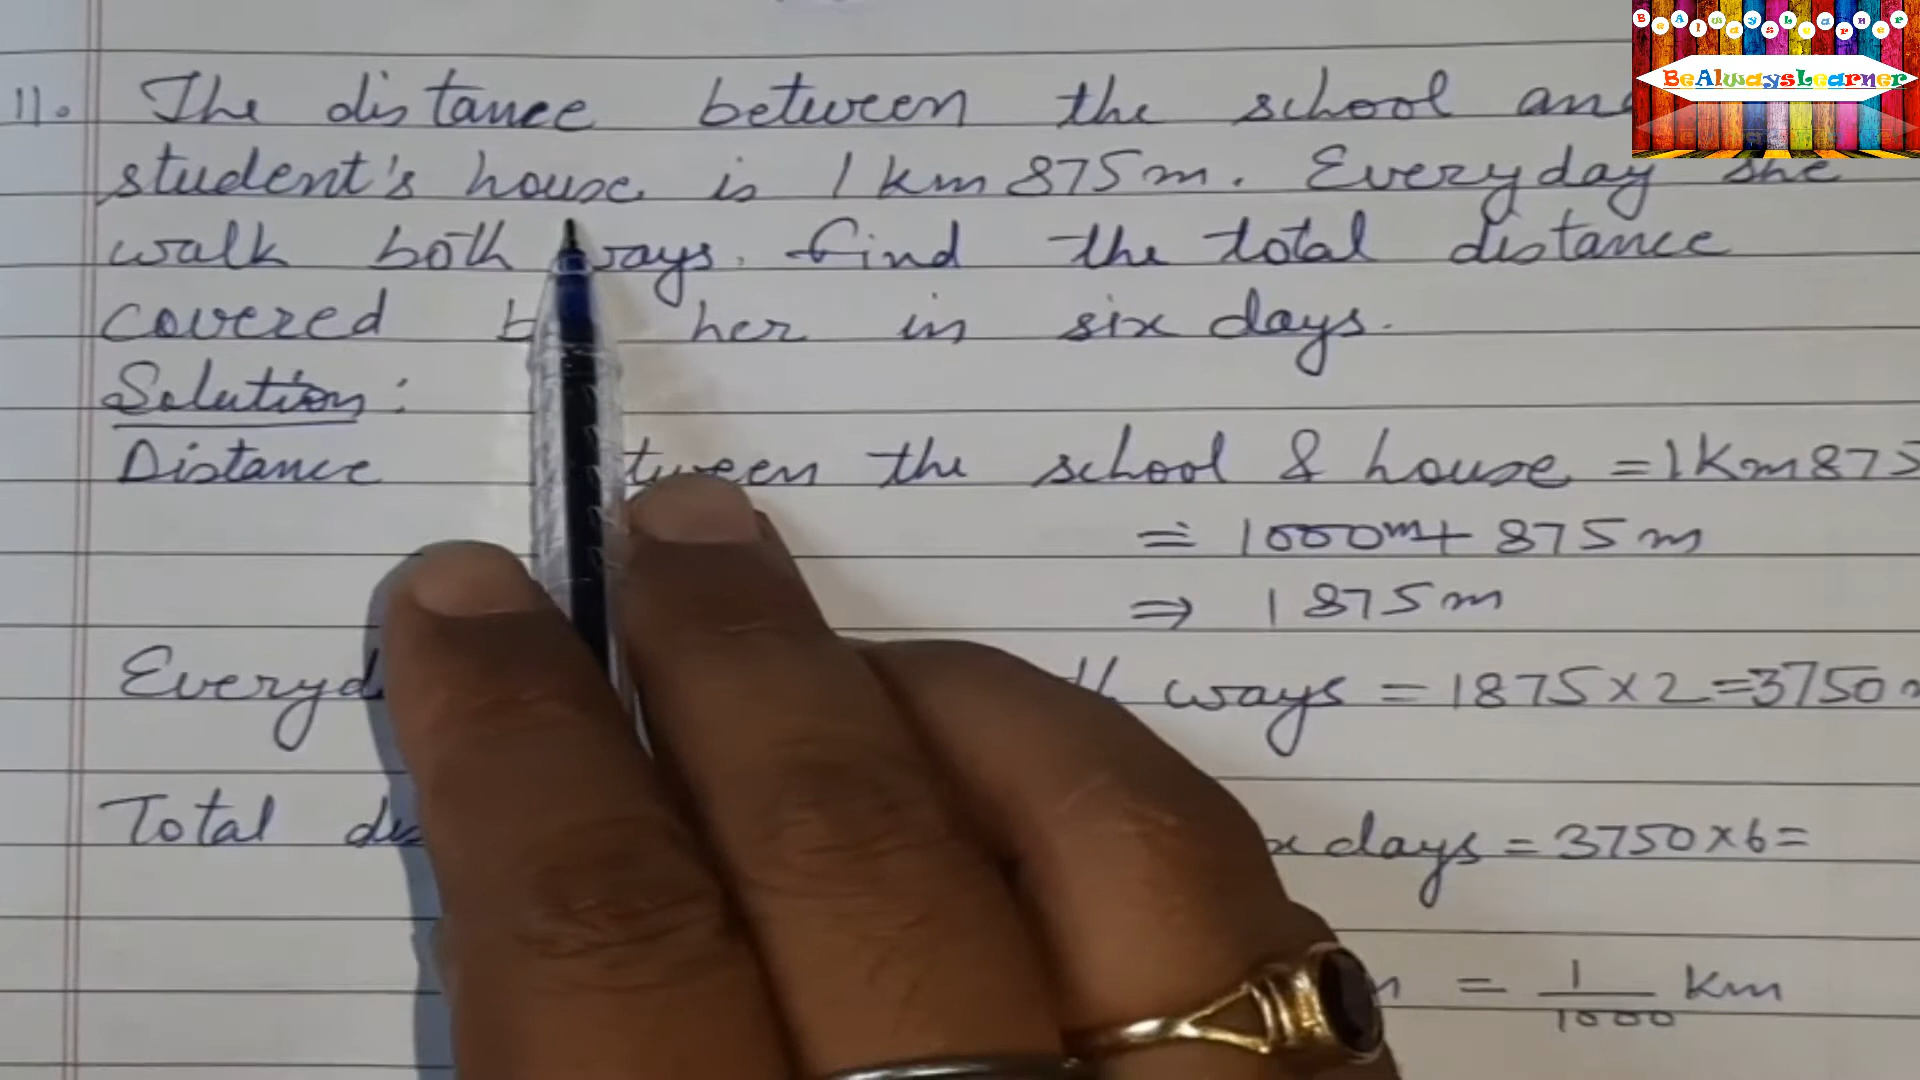 BeAlwaysLearner
BeAlwaysLearner
11. The distance between the school
student's house is 1 km 875 m. Everyday she
walk both ways. find the total distance
covered her in six days.
Solution:
Distance the school & house = 1 Km 875
= 1000m + 875 m
⇒ 1875 m
ways = 1875 × 2 = 3750
Total days = 3750 × 6 =
= 1/1000 Km